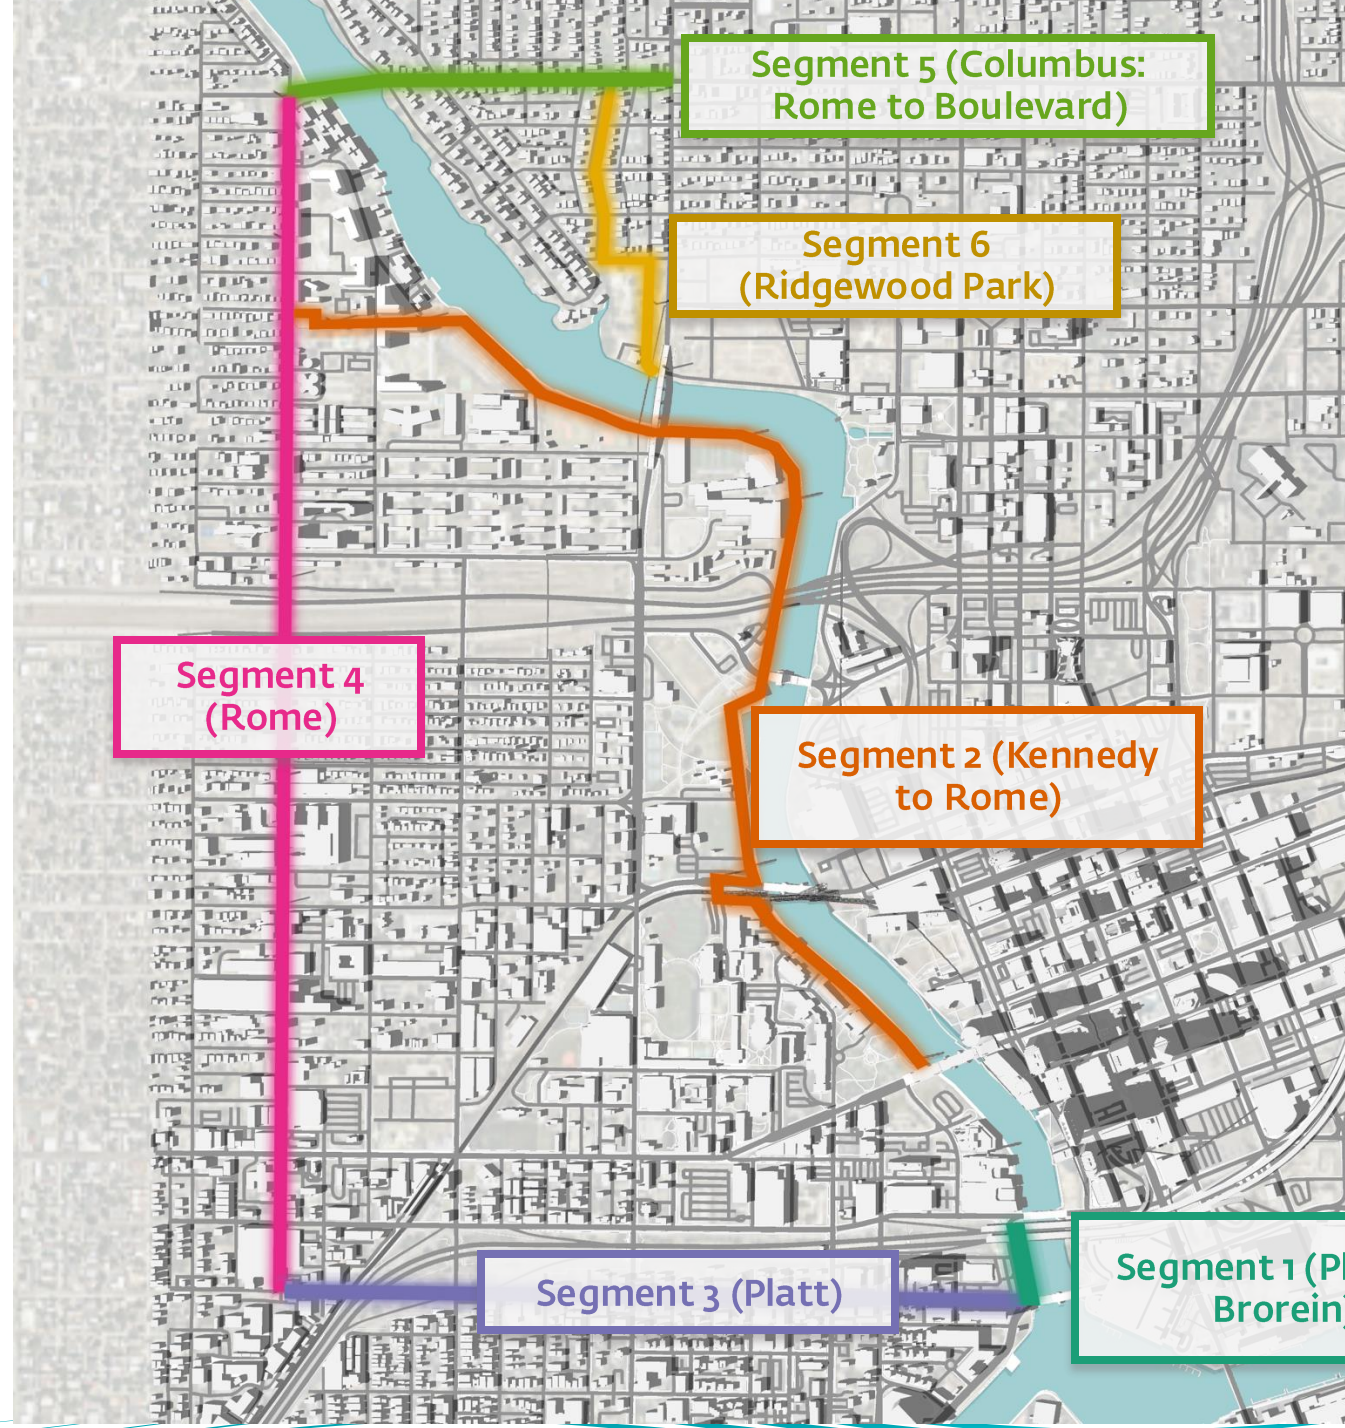 Segment 5 (Columbus:
Rome to Boulevard)
Segment 6
(Ridgewood Park)
Segment 4
(Rome)
Segment 2 (Kennedy
to Rome)
Segment 3 (Platt)
Segment 1 (Pl
Brorein)